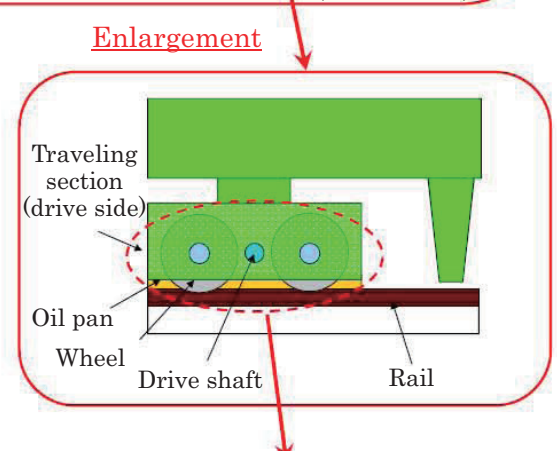 Enlargement
Traveling
section
(drive side)
Oil pan
Wheel
Drive shaft
Rail